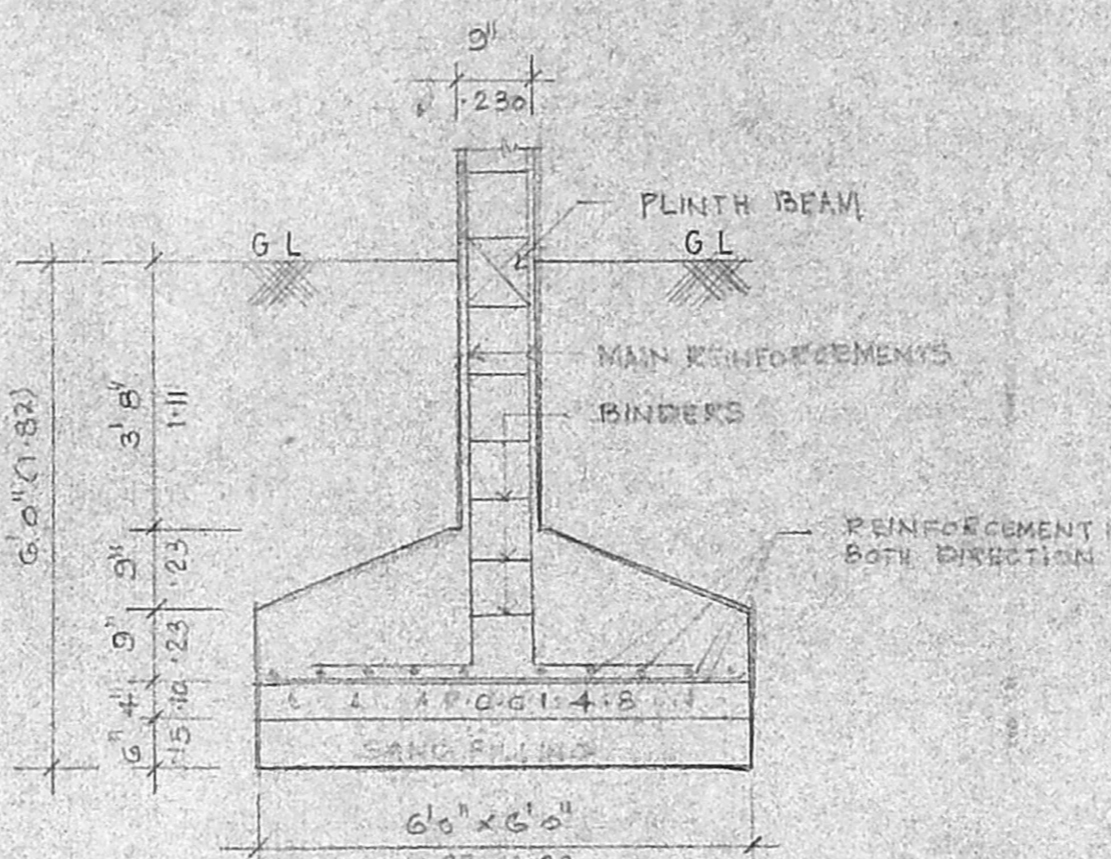 9"
.230
PLINTH BEAM
G L
G L
MAIN REINFORCEMENTS
BINDERS
REINFORCEMENT
BOTH DIRECTION
6'0" (1.82)
3' 8"
1.11
9"
.23
9"
.23
4"
.10
6"
.15
P.C.C 1:4:8
SAND FILLING
6'0" x 6'0"